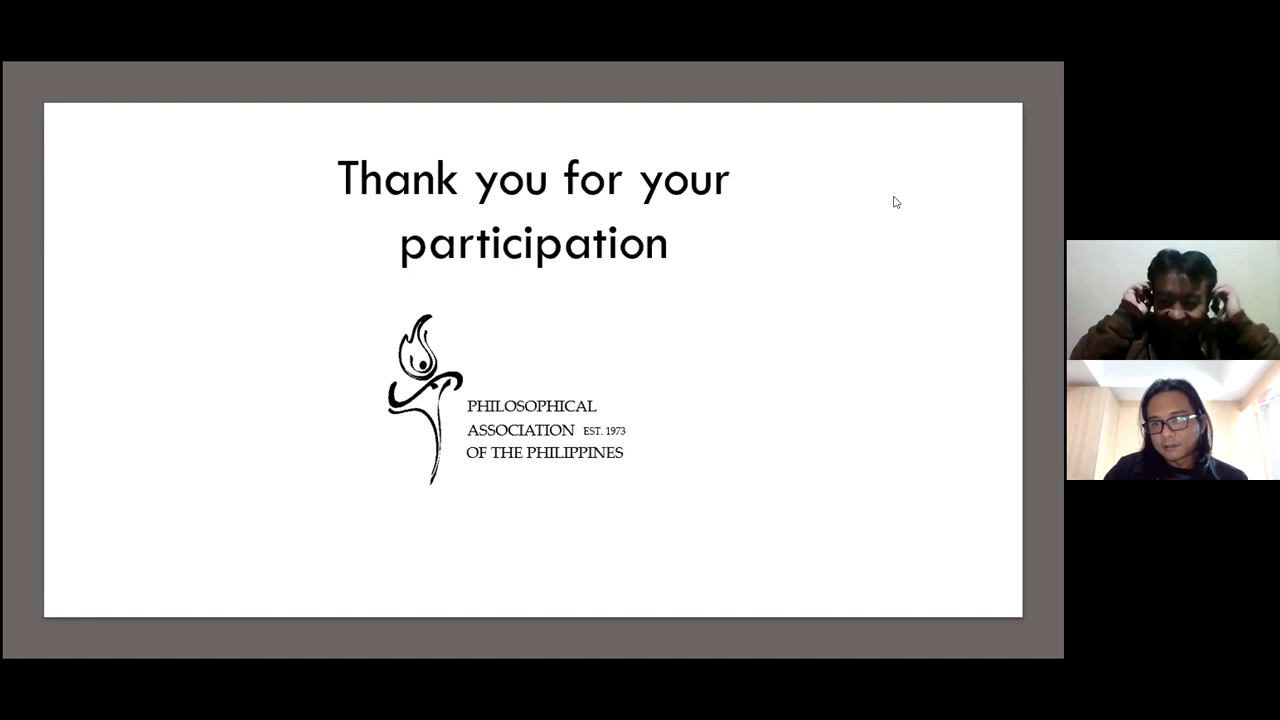 Thank you for your
participation
PHILOSOPHICAL
ASSOCIATION EST. 1973
OF THE PHILIPPINES